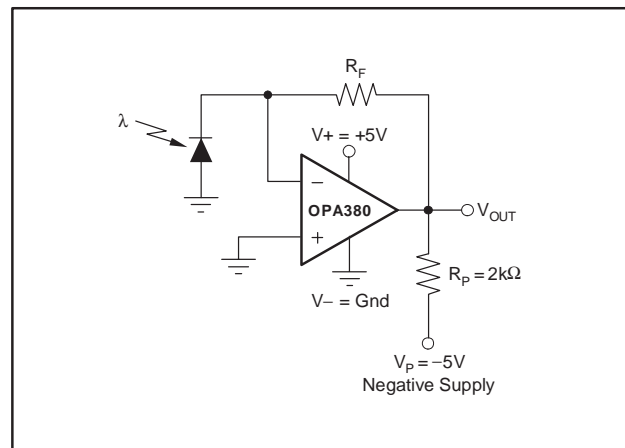 R_F
λ
V+ = +5V
−
OPA380
+
V_OUT
R_P = 2kΩ
V− = Gnd
V_P = −5V
Negative Supply